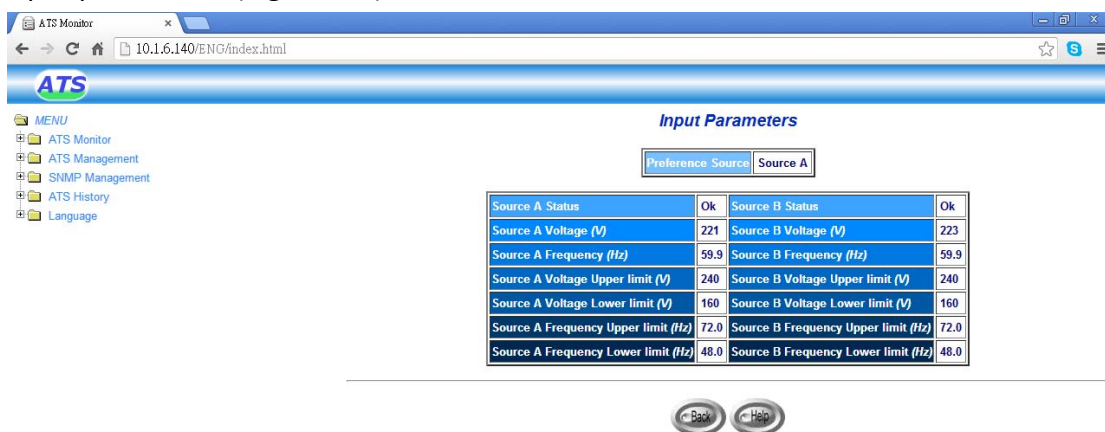 ATS Monitor
10.1.6.140/ENG/index.html
ATS
MENU
ATS Monitor
ATS Management
SNMP Management
ATS History
Language
Input Parameters
Preference Source Source A
Source A Status Ok Source B Status Ok
Source A Voltage (V) 221 Source B Voltage (V) 223
Source A Frequency (Hz) 59.9 Source B Frequency (Hz) 59.9
Source A Voltage Upper limit (V) 240 Source B Voltage Upper limit (V) 240
Source A Voltage Lower limit (V) 160 Source B Voltage Lower limit (V) 160
Source A Frequency Upper limit (Hz) 72.0 Source B Frequency Upper limit (Hz) 72.0
Source A Frequency Lower limit (Hz) 48.0 Source B Frequency Lower limit (Hz) 48.0
Back Help